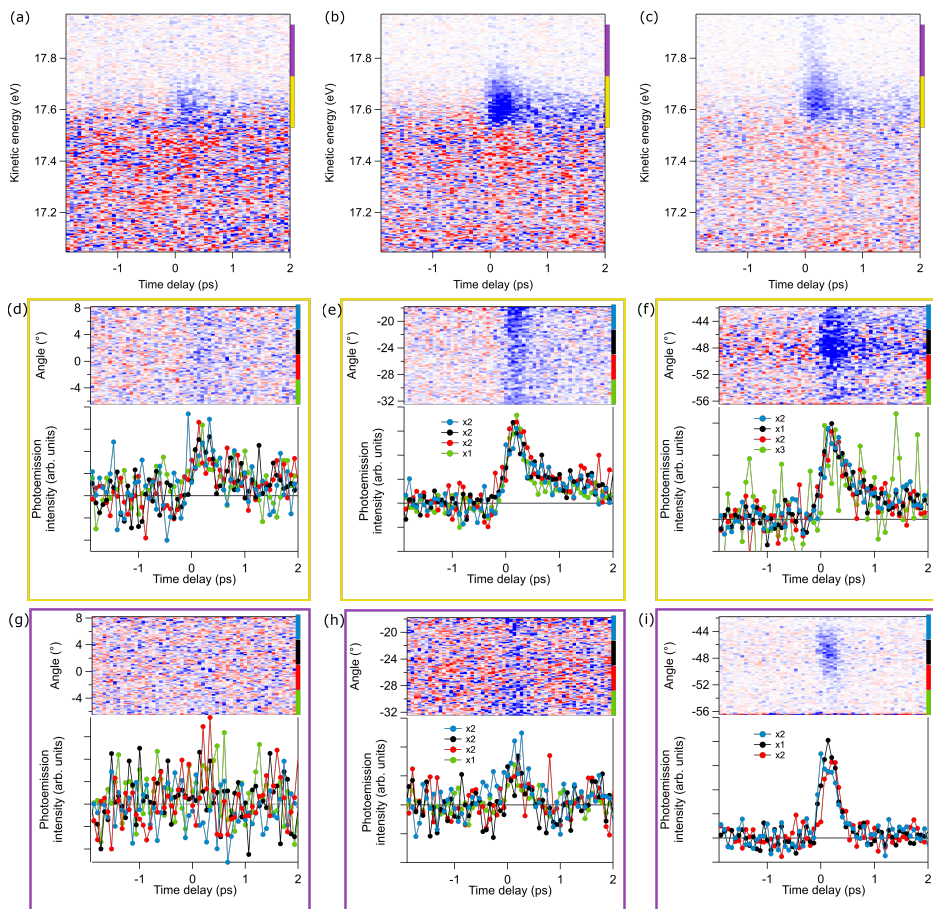 (a)
(b)
(c)
Kinetic energy (eV)
17.8
17.6
17.4
17.2
-1
0
1
2
Time delay (ps)
Kinetic energy (eV)
17.8
17.6
17.4
17.2
-1
0
1
2
Time delay (ps)
Kinetic energy (eV)
17.8
17.6
17.4
17.2
-1
0
1
2
Time delay (ps)
(d)
Angle (°)
8
4
0
-4
Photoemission
intensity (arb. units)
-1
0
1
2
Time delay (ps)
(e)
Angle (°)
-20
-24
-28
-32
x2
x2
x2
x1
Photoemission
intensity (arb. units)
-1
0
1
2
Time delay (ps)
(f)
Angle (°)
-44
-48
-52
-56
x2
x1
x2
x3
Photoemission
intensity (arb. units)
-1
0
1
2
Time delay (ps)
(g)
Angle (°)
8
4
0
-4
Photoemission
intensity (arb. units)
-1
0
1
2
Time delay (ps)
(h)
Angle (°)
-20
-24
-28
-32
x2
x2
x2
x1
Photoemission
intensity (arb. units)
-1
0
1
2
Time delay (ps)
(i)
Angle (°)
-44
-48
-52
-56
x2
x1
x2
Photoemission
intensity (arb. units)
-1
0
1
2
Time delay (ps)